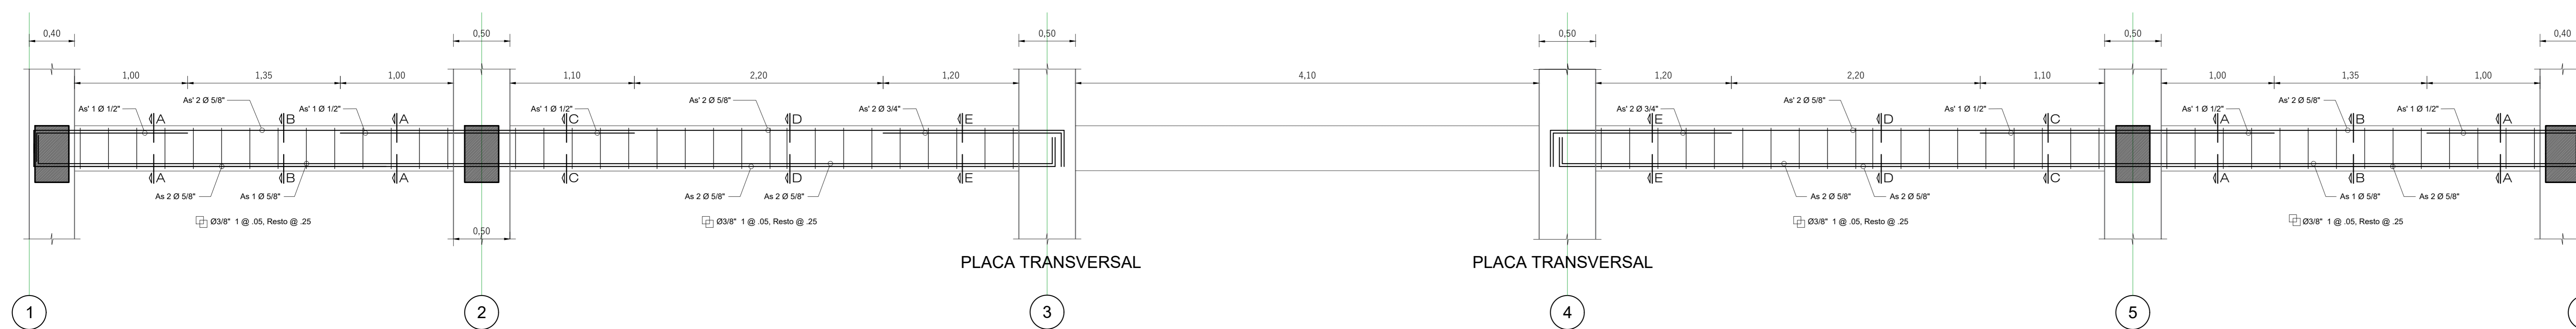 0,40 0,50 0,50 0,50 0,50 0,40
1,00 1,35 1,00 1,10 2,20 1,20 4,10 1,20 2,20 1,10 1,00 1,35 1,00
As' 2 Ø 5/8" As' 2 Ø 5/8" As' 2 Ø 5/8" As' 2 Ø 5/8"
As' 1 Ø 1/2" As' 1 Ø 1/2" As' 1 Ø 1/2" As' 2 Ø 3/4" As' 2 Ø 3/4" As' 1 Ø 1/2" As' 1 Ø 1/2" As' 1 Ø 1/2"
A B A C D E E D C A B A
A B A C D E E D C A B A
As 2 Ø 5/8" As 1 Ø 5/8" As 2 Ø 5/8" As 2 Ø 5/8" As 2 Ø 5/8" As 2 Ø 5/8" As 1 Ø 5/8" As 2 Ø 5/8"
Ø3/8" 1 @ .05, Resto @ .25 Ø3/8" 1 @ .05, Resto @ .25 Ø3/8" 1 @ .05, Resto @ .25 Ø3/8" 1 @ .05, Resto @ .25
0,50
PLACA TRANSVERSAL PLACA TRANSVERSAL
1 2 3 4 5